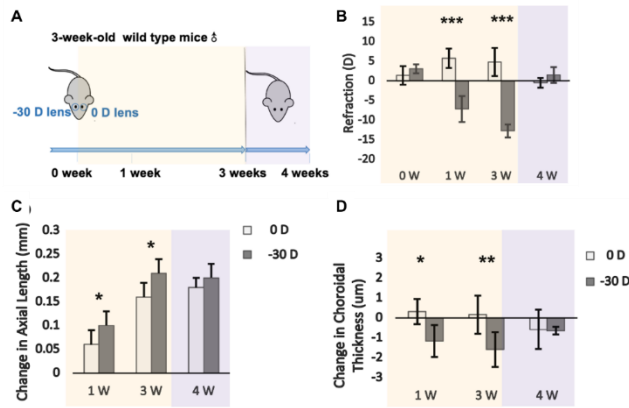 A
3-week-old wild type mice ♂
-30 D lens
0 D lens
0 week
1 week
3 weeks
4 weeks
B
Refraction (D)
15
10
5
0
-5
-10
-15
-20
***
***
0 W
1 W
3 W
4 W
C
Change in Axial Length (mm)
0.3
0.25
0.2
0.15
0.1
0.05
0
*
*
1 W
3 W
4 W
0 D
-30 D
D
Change in Choroidal
Thickness (um)
3
2
1
0
-1
-2
-3
*
**
1 W
3 W
4 W
0 D
-30 D